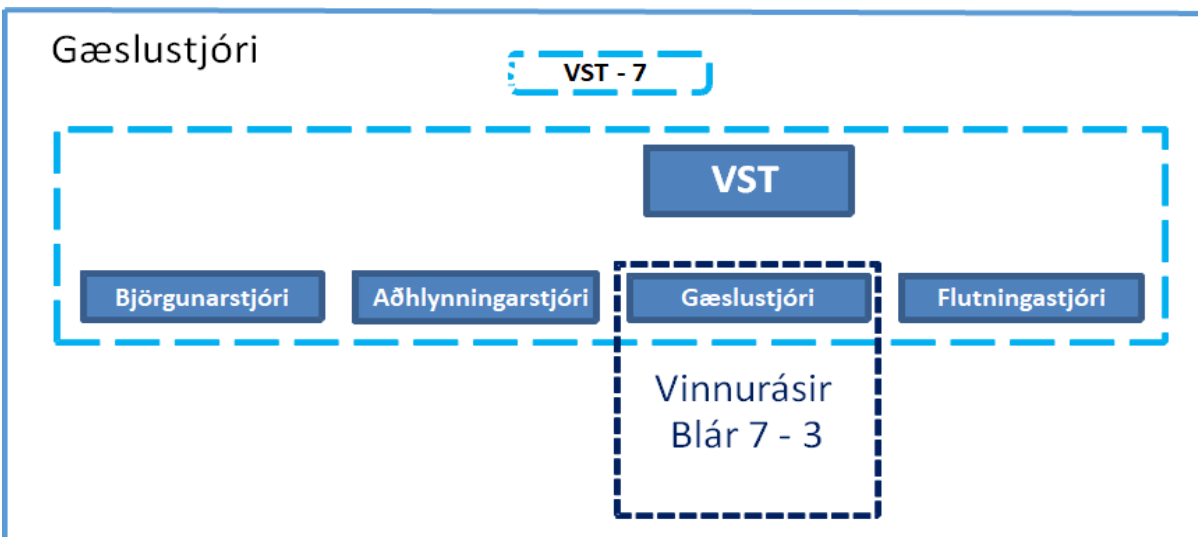 Gæslustjóri
VST - 7
VST
Björgunarstjóri
Aðhlynningarstjóri
Gæslustjóri
Flutningastjóri
Vinnurásir
Blár 7 - 3